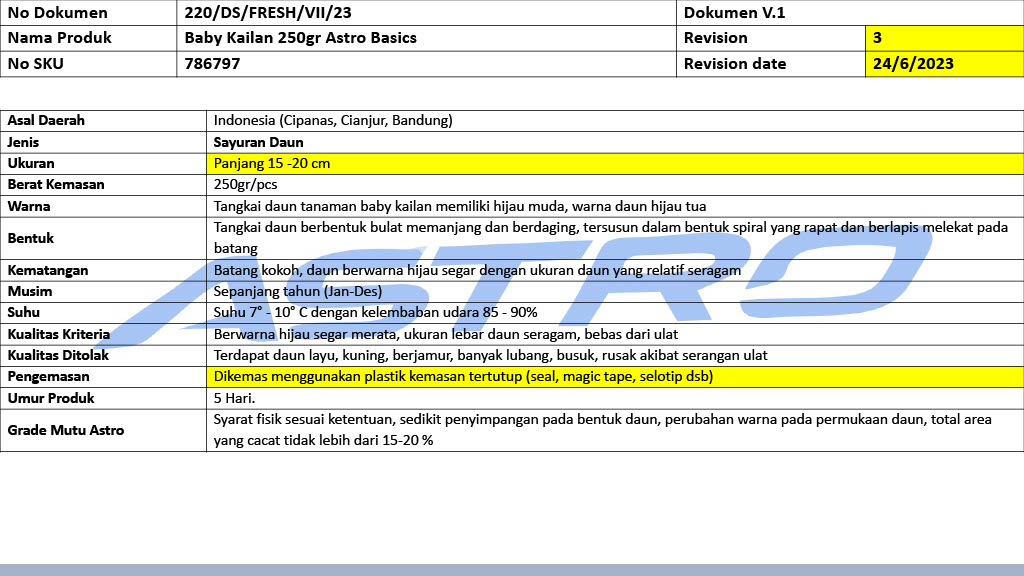 No Dokumen 220/DS/FRESH/VII/23 Dokumen V.1
Nama Produk Baby Kailan 250gr Astro Basics Revision 3
No SKU 786797 Revision date 24/6/2023
Asal Daerah Indonesia (Cipanas, Cianjur, Bandung)
Jenis Sayuran Daun
Ukuran Panjang 15 -20 cm
Berat Kemasan 250gr/pcs
Warna Tangkai daun tanaman baby kailan memiliki hijau muda, warna daun hijau tua
Bentuk Tangkai daun berbentuk bulat memanjang dan berdaging, tersusun dalam bentuk spiral yang rapat dan berlapis melekat pada
batang
Kematangan Batang kokoh, daun berwarna hijau segar dengan ukuran daun yang relatif seragam
Musim Sepanjang tahun (Jan-Des)
Suhu Suhu 7° - 10° C dengan kelembaban udara 85 - 90%
Kualitas Kriteria Berwarna hijau segar merata, ukuran lebar daun seragam, bebas dari ulat
Kualitas Ditolak Terdapat daun layu, kuning, berjamur, banyak lubang, busuk, rusak akibat serangan ulat
Pengemasan Dikemas menggunakan plastik kemasan tertutup (seal, magic tape, selotip dsb)
Umur Produk 5 Hari.
Grade Mutu Astro Syarat fisik sesuai ketentuan, sedikit penyimpangan pada bentuk daun, perubahan warna pada permukaan daun, total area
yang cacat tidak lebih dari 15-20 %
ASTRO